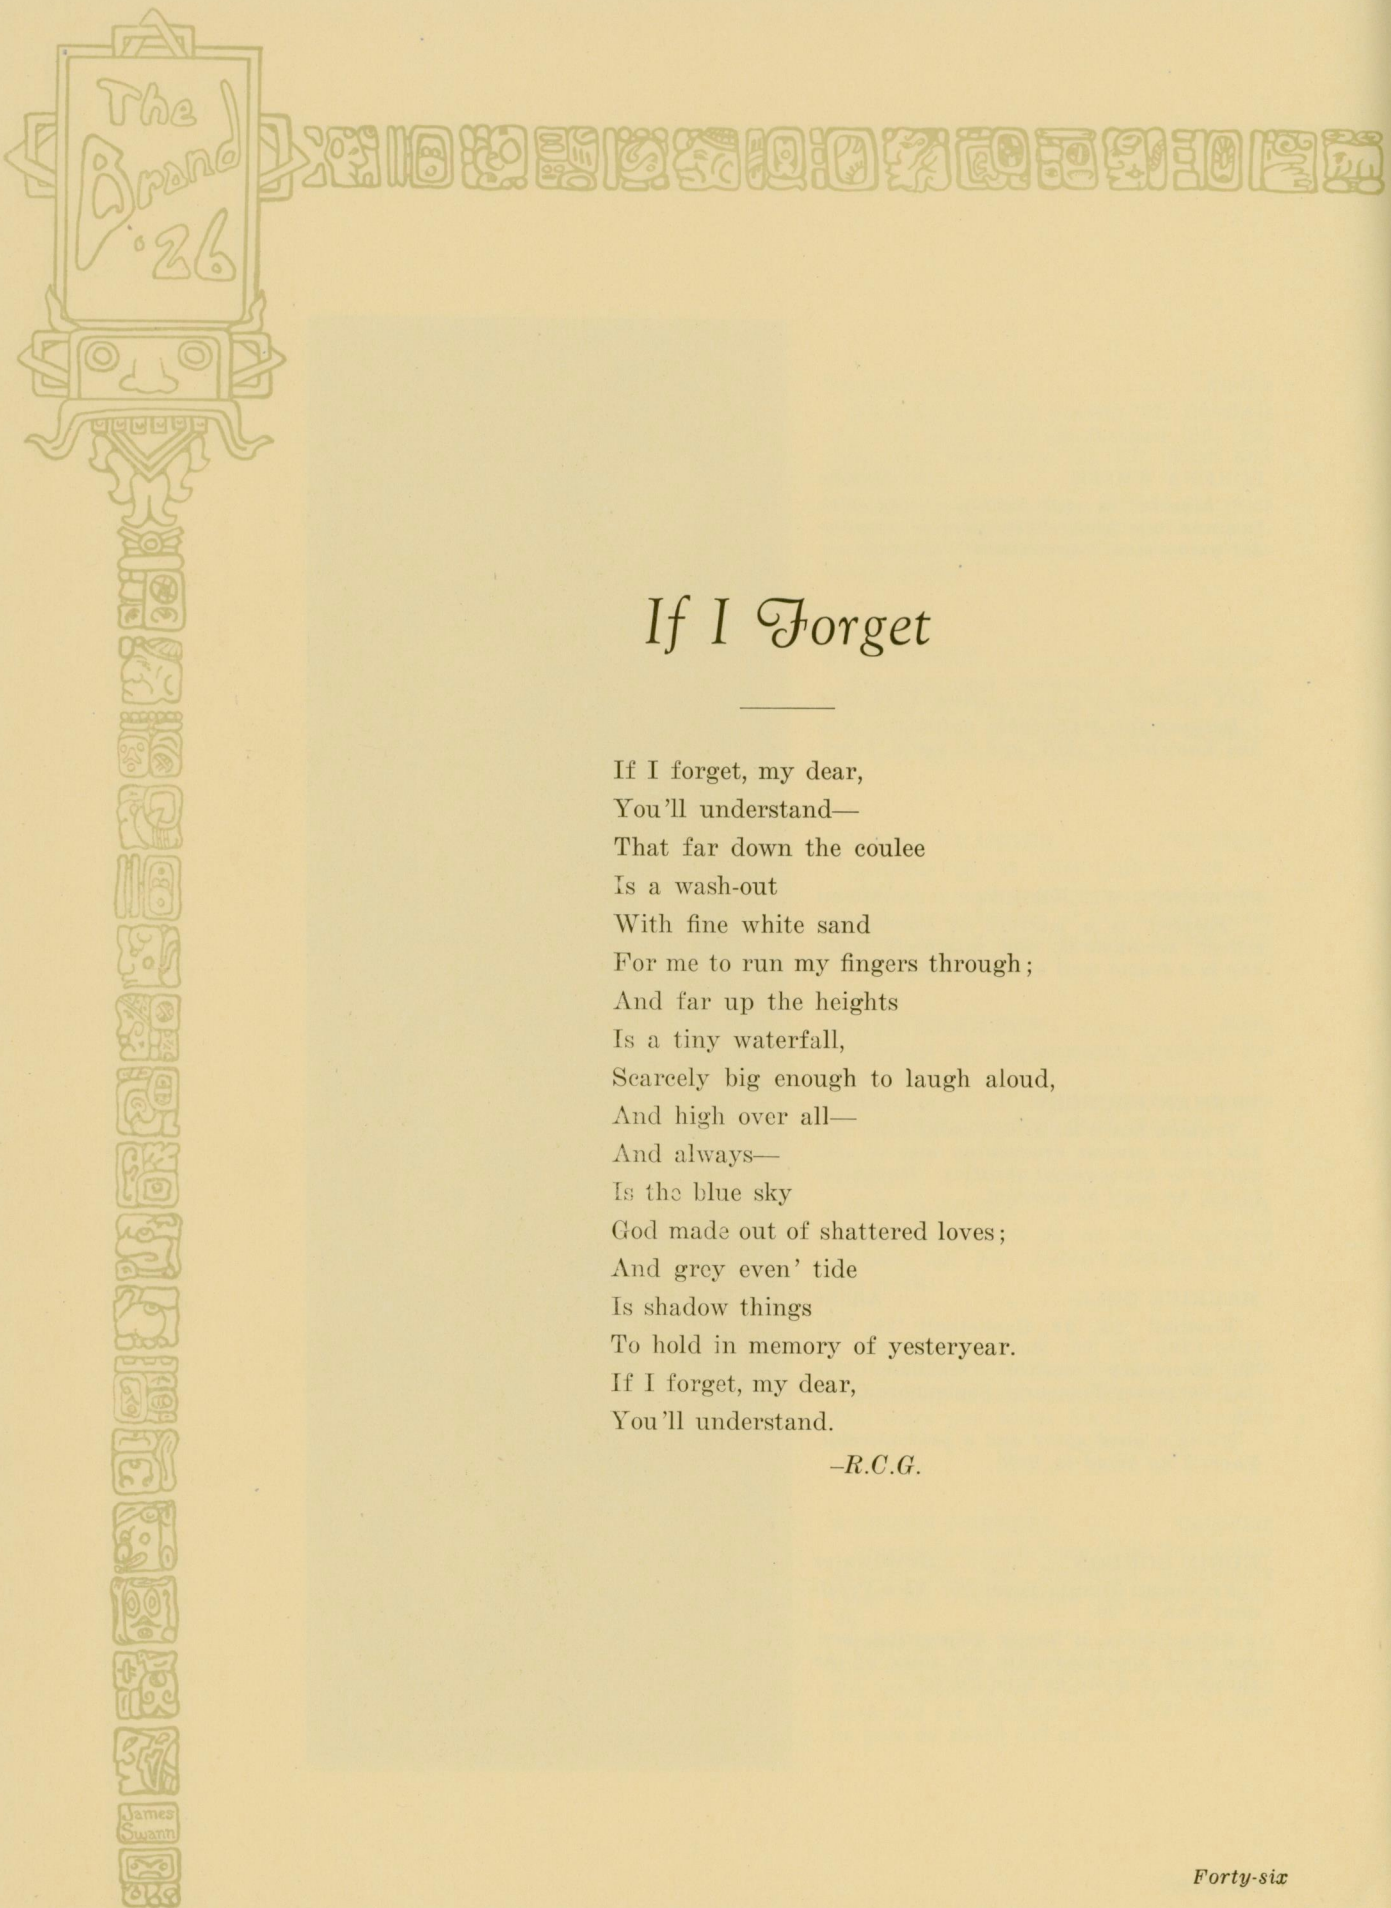 The
Brand
'26
If I Forget
If I forget, my dear,
You'll understand—
That far down the coulee
Is a wash-out
With fine white sand
For me to run my fingers through;
And far up the heights
Is a tiny waterfall,
Scarcely big enough to laugh aloud,
And high over all—
And always—
Is the blue sky
God made out of shattered loves;
And grey even' tide
Is shadow things
To hold in memory of yesteryear.
If I forget, my dear,
You'll understand.
–R.C.G.
James
Swann
Forty-six